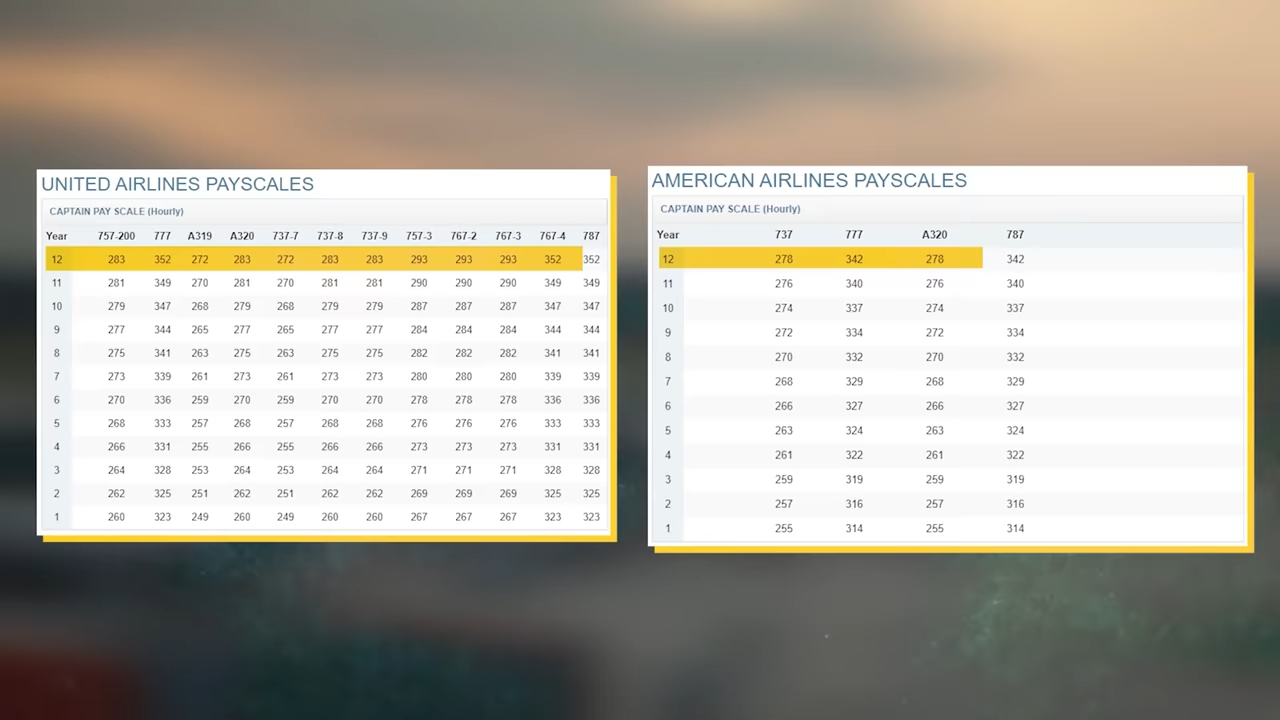 UNITED AIRLINES PAYSCALES
CAPTAIN PAY SCALE (Hourly)
Year 757-200 777 A319 A320 737-7 737-8 737-9 757-3 767-2 767-3 767-4 787
12 283 352 272 283 272 283 283 293 293 293 352 352
11 281 349 270 281 270 281 281 290 290 290 349 349
10 279 347 268 279 268 279 279 287 287 287 347 347
9 277 344 265 277 265 277 277 284 284 284 344 344
8 275 341 263 275 263 275 275 282 282 282 341 341
7 273 339 261 273 261 273 273 280 280 280 339 339
6 270 336 259 270 259 270 270 278 278 278 336 336
5 268 333 257 268 257 268 268 276 276 276 333 333
4 266 331 255 266 255 266 266 273 273 273 331 331
3 264 328 253 264 253 264 264 271 271 271 328 328
2 262 325 251 262 251 262 262 269 269 269 325 325
1 260 323 249 260 249 260 260 267 267 267 323 323
AMERICAN AIRLINES PAYSCALES
CAPTAIN PAY SCALE (Hourly)
Year 737 777 A320 787
12 278 342 278 342
11 276 340 276 340
10 274 337 274 337
9 272 334 272 334
8 270 332 270 332
7 268 329 268 329
6 266 327 266 327
5 263 324 263 324
4 261 322 261 322
3 259 319 259 319
2 257 316 257 316
1 255 314 255 314